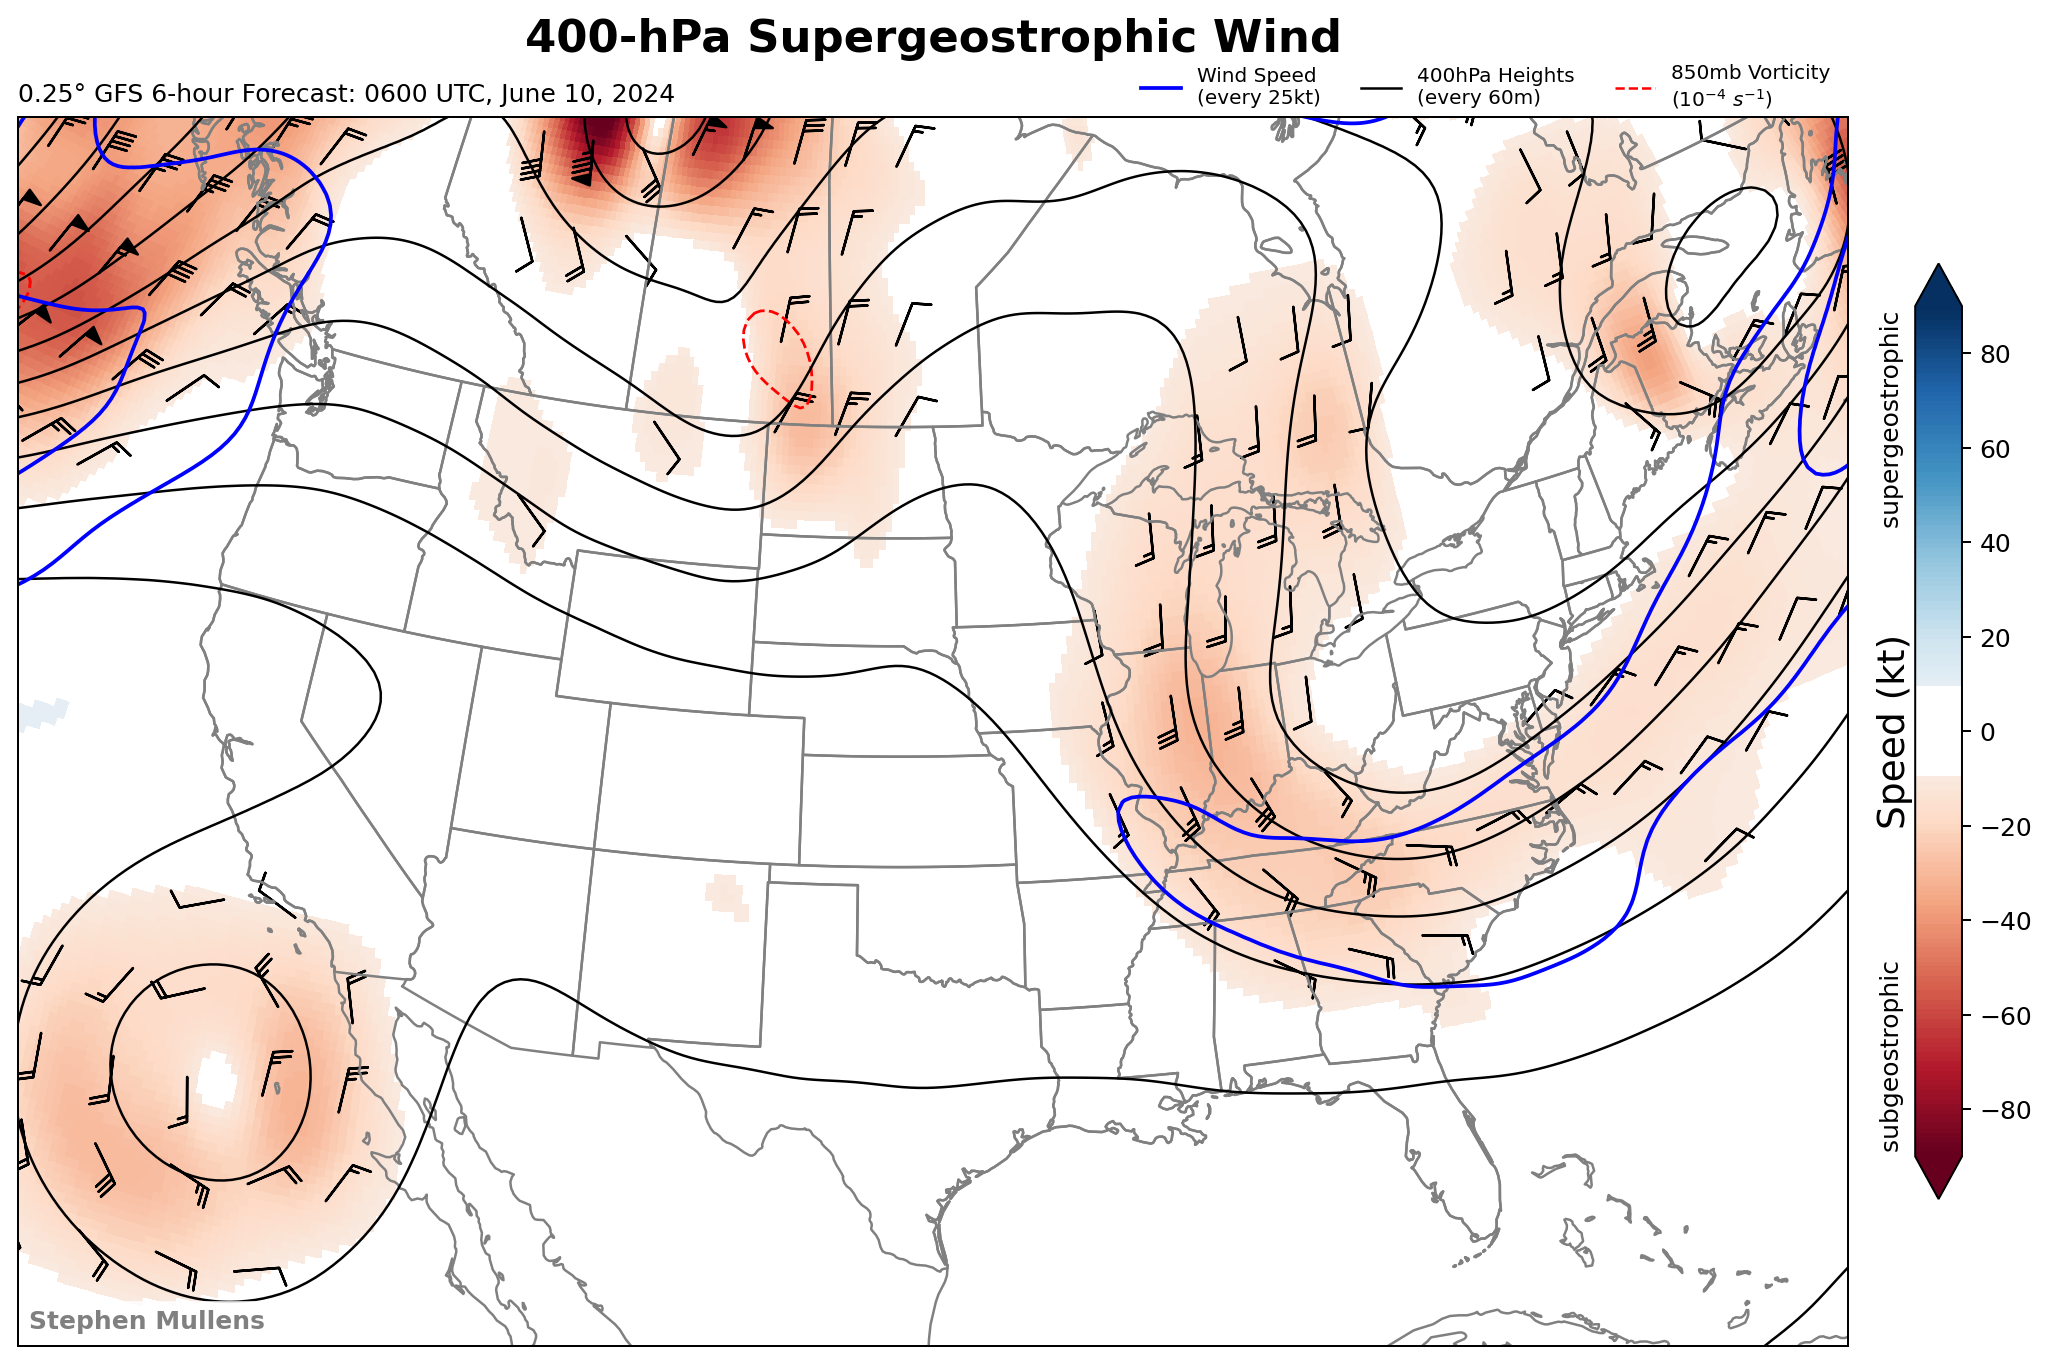 400-hPa Supergeostrophic Wind
0.25° GFS 6-hour Forecast: 0600 UTC, June 10, 2024
Wind Speed
(every 25kt)
400hPa Heights
(every 60m)
850mb Vorticity
(10⁻⁴ s⁻¹)
supergeostrophic
Speed (kt)
subgeostrophic
80
60
40
20
0
−20
−40
−60
−80
Stephen Mullens